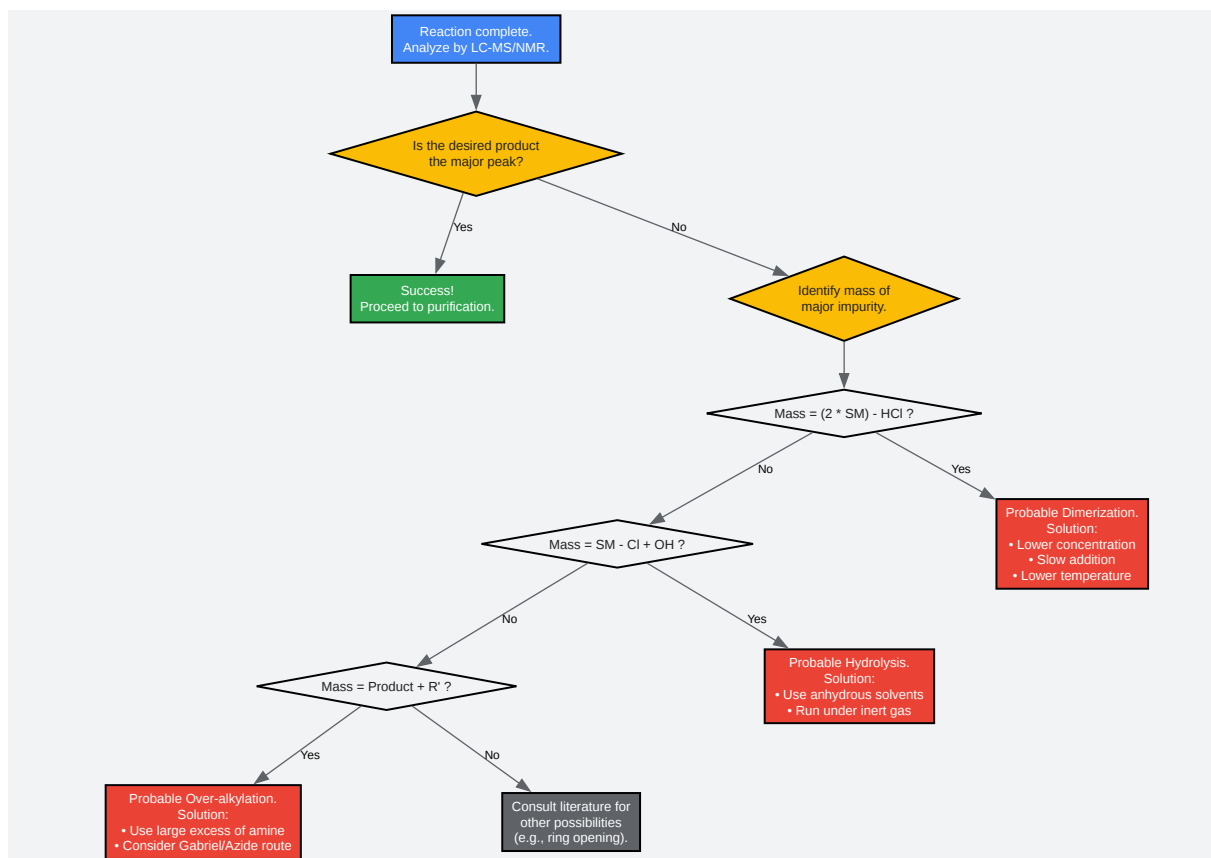 Reaction complete.
Analyze by LC-MS/NMR.
Is the desired product
the major peak?
Yes
No
Success!
Proceed to purification.
Identify mass of
major impurity.
Mass = (2 * SM) - HCl ?
No
Yes
Probable Dimerization.
Solution:
• Lower concentration
• Slow addition
• Lower temperature
Mass = SM - Cl + OH ?
No
Yes
Probable Hydrolysis.
Solution:
• Use anhydrous solvents
• Run under inert gas
Mass = Product + R' ?
Yes
No
Probable Over-alkylation.
Solution:
• Use large excess of amine
• Consider Gabriel/Azide route
Consult literature for
other possibilities
(e.g., ring opening).